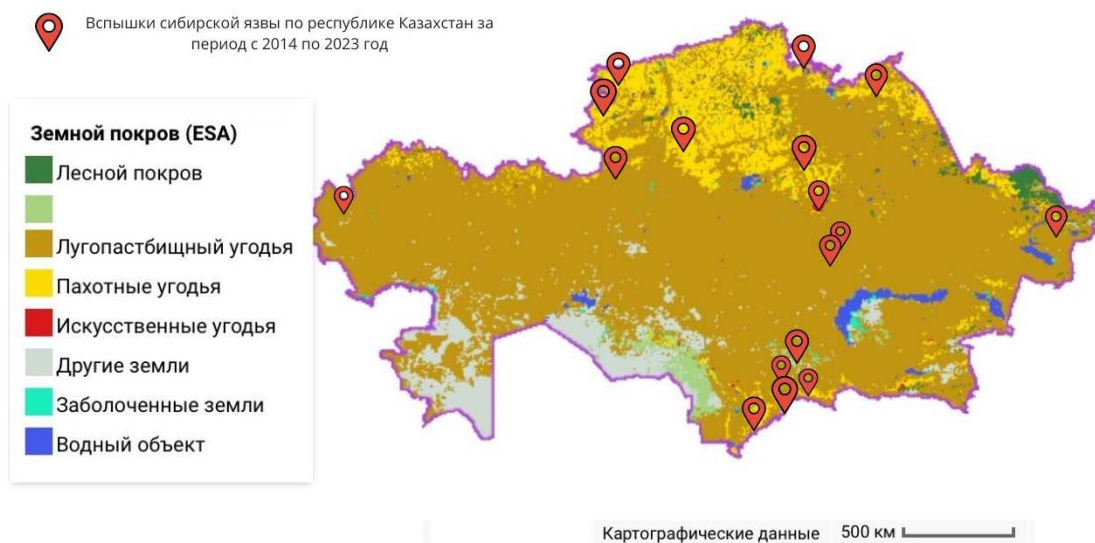 Вспышки сибирской язвы по республике Казахстан за
период с 2014 по 2023 год
Земной покров (ESA)
Лесной покров
Лугопастбищный угодья
Пахотные угодья
Искусственные угодья
Другие земли
Заболоченные земли
Водный объект
Картографические данные 500 км